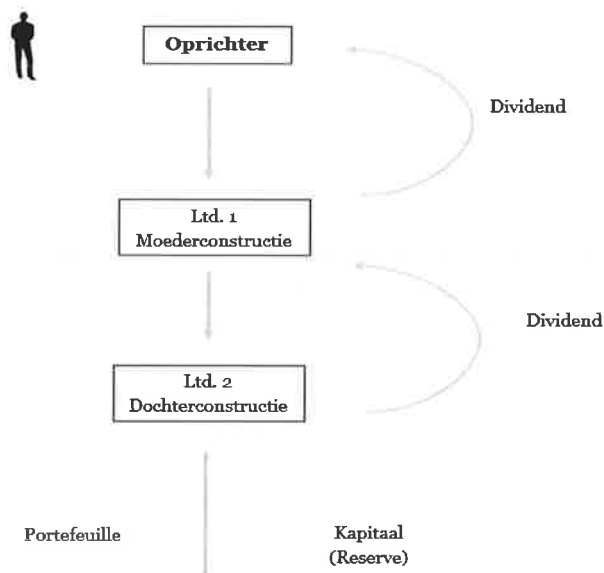 Oprichter
Dividend
Ltd. 1
Moederconstructie
Dividend
Ltd. 2
Dochterconstructie
Portefeuille
Kapitaal
(Reserve)